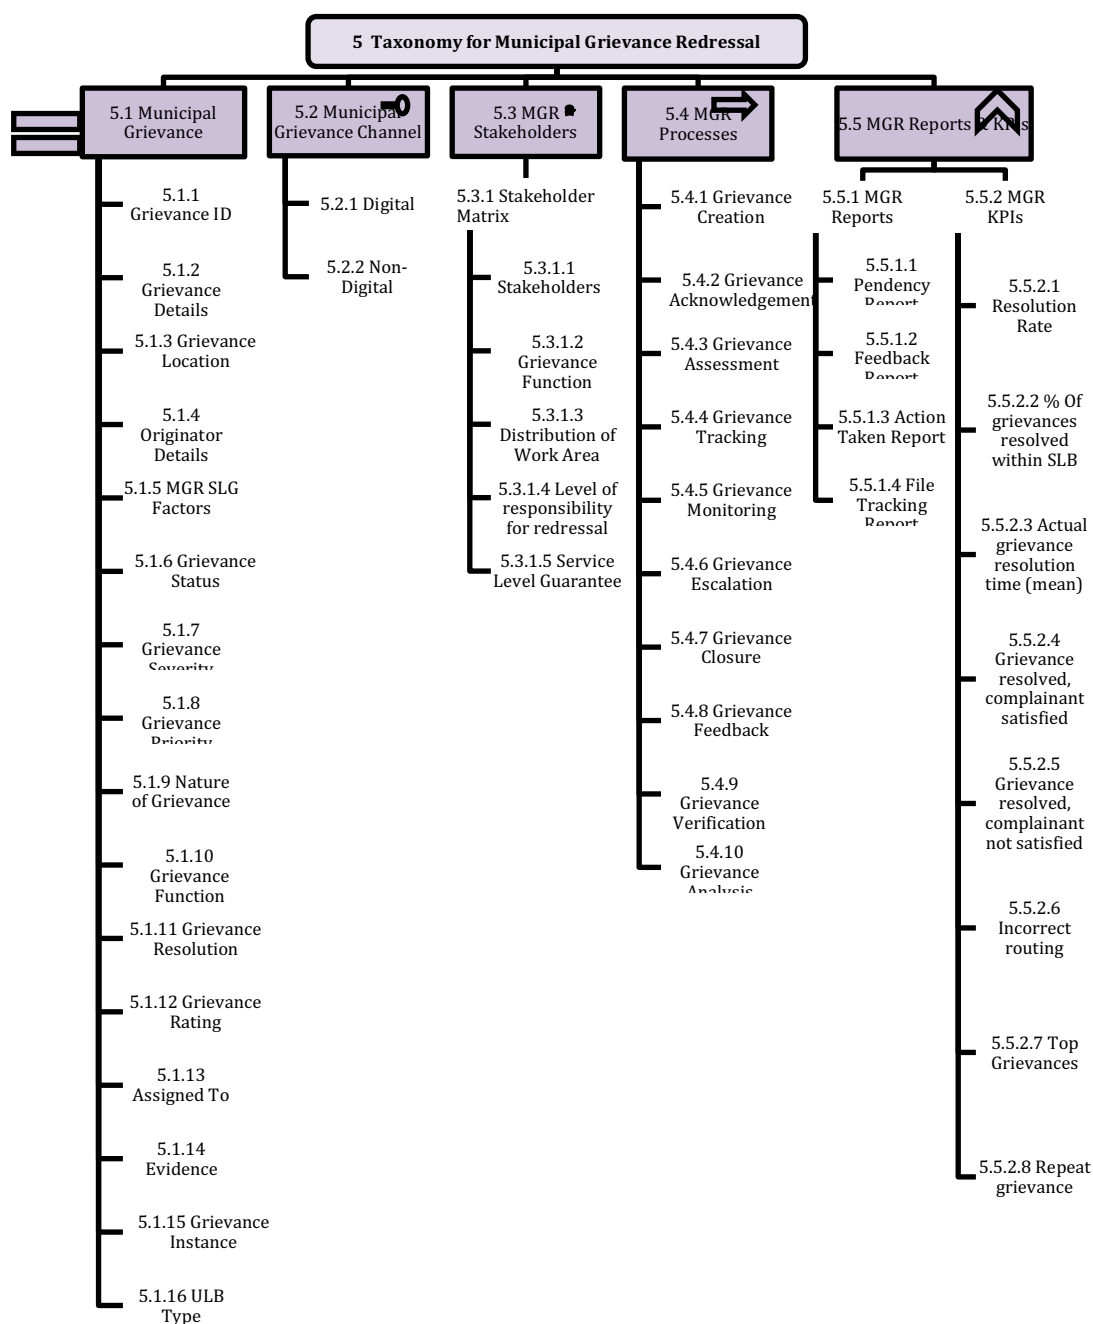 5 Taxonomy for Municipal Grievance Redressal
5.1 Municipal
Grievance
5.1.1
Grievance ID
5.1.2
Grievance
Details
5.1.3 Grievance
Location
5.1.4
Originator
Details
5.1.5 MGR SLG
Factors
5.1.6 Grievance
Status
5.1.7
Grievance
Severity
5.1.8
Grievance
Priority
5.1.9 Nature
of Grievance
5.1.10
Grievance
Function
5.1.11 Grievance
Resolution
5.1.12 Grievance
Rating
5.1.13
Assigned To
5.1.14
Evidence
5.1.15 Grievance
Instance
5.1.16 ULB
Type
5.2 Municipal
Grievance Channel
5.2.1 Digital
5.2.2 Non-
Digital
5.3 MGR
Stakeholders
5.3.1 Stakeholder
Matrix
5.3.1.1
Stakeholders
5.3.1.2
Grievance
Function
5.3.1.3
Distribution of
Work Area
5.3.1.4 Level of
responsibility
for redressal
5.3.1.5 Service
Level Guarantee
5.4 MGR
Processes
5.4.1 Grievance
Creation
5.4.2 Grievance
Acknowledgement
5.4.3 Grievance
Assessment
5.4.4 Grievance
Tracking
5.4.5 Grievance
Monitoring
5.4.6 Grievance
Escalation
5.4.7 Grievance
Closure
5.4.8 Grievance
Feedback
5.4.9
Grievance
Verification
5.4.10
Grievance
Analysis
5.5 MGR Reports & KPIs
5.5.1 MGR
Reports
5.5.1.1
Pendency
Report
5.5.1.2
Feedback
Report
5.5.1.3 Action
Taken Report
5.5.1.4 File
Tracking
Report
5.5.2 MGR
KPIs
5.5.2.1
Resolution
Rate
5.5.2.2 % Of
grievances
resolved
within SLB
5.5.2.3 Actual
grievance
resolution
time (mean)
5.5.2.4
Grievance
resolved,
complainant
satisfied
5.5.2.5
Grievance
resolved,
complainant
not satisfied
5.5.2.6
Incorrect
routing
5.5.2.7 Top
Grievances
5.5.2.8 Repeat
grievance